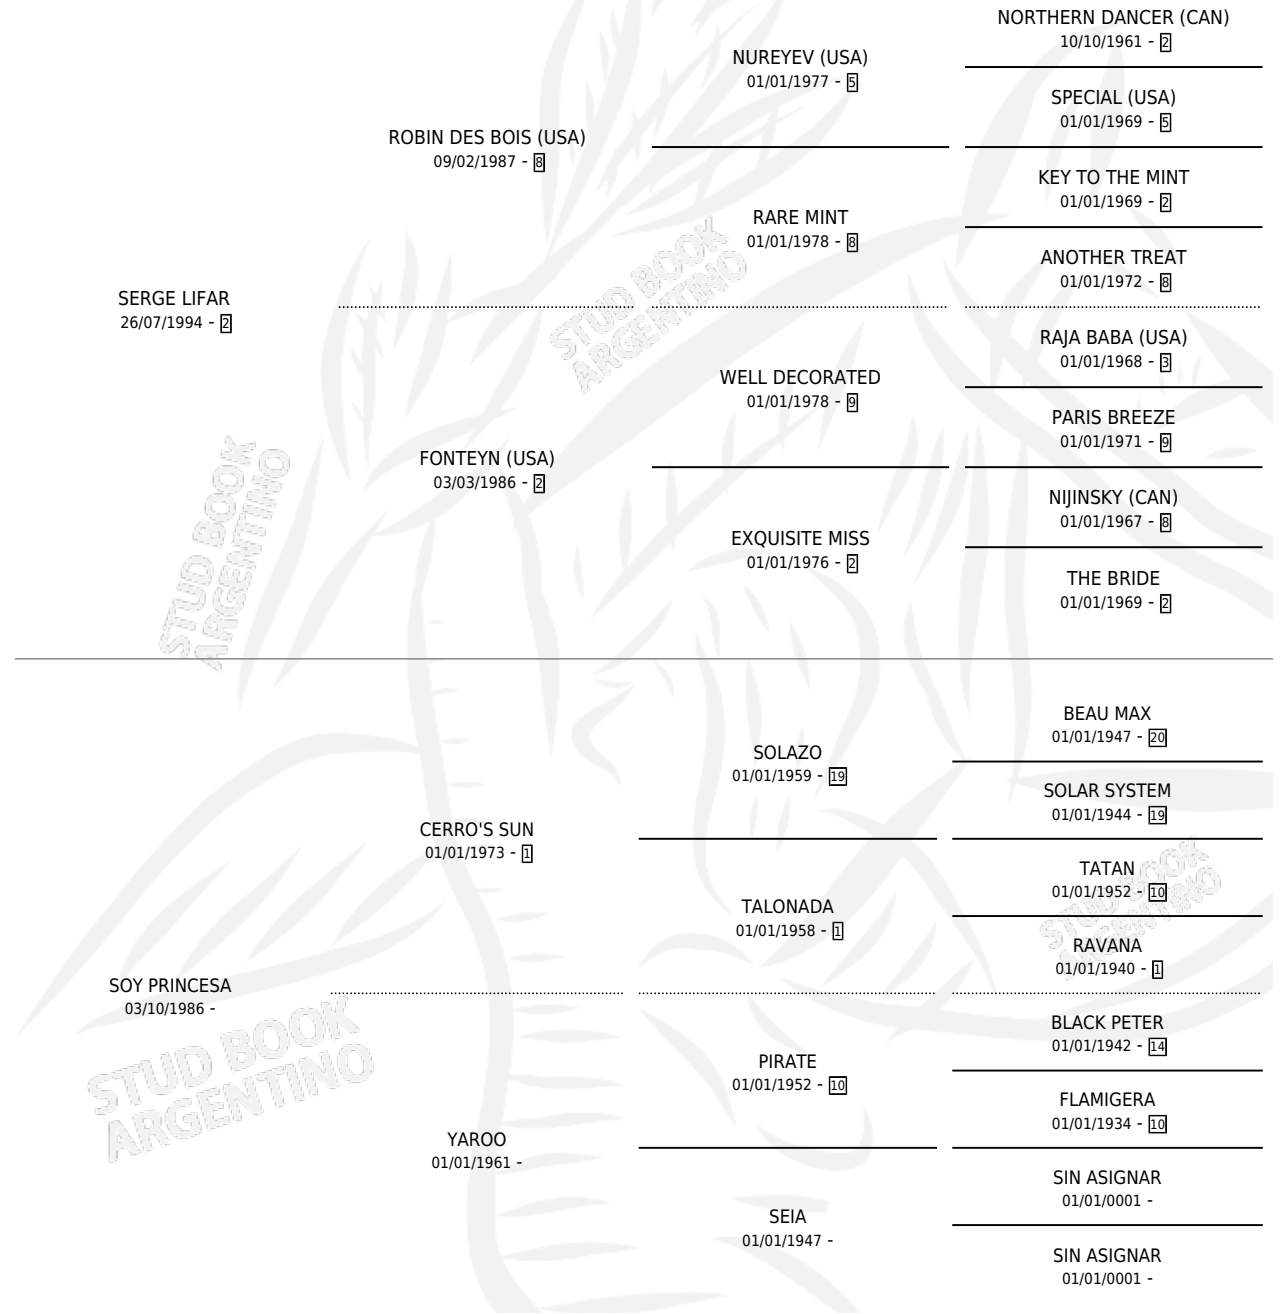 NORTHERN DANCER (CAN)
10/10/1961 - 2
NUREYEV (USA)
01/01/1977 - 5
SPECIAL (USA)
01/01/1969 - 5
ROBIN DES BOIS (USA)
09/02/1987 - 8
KEY TO THE MINT
01/01/1969 - 2
RARE MINT
01/01/1978 - 8
ANOTHER TREAT
01/01/1972 - 8
SERGE LIFAR
26/07/1994 - 2
STUD BOOK
ARGENTINO
RAJA BABA (USA)
01/01/1968 - 3
WELL DECORATED
01/01/1978 - 9
PARIS BREEZE
01/01/1971 - 9
FONTEYN (USA)
03/03/1986 - 2
NIJINSKY (CAN)
01/01/1967 - 8
EXQUISITE MISS
01/01/1976 - 2
THE BRIDE
01/01/1969 - 2
STUD BOOK
ARGENTINO
BEAU MAX
01/01/1947 - 20
SOLAZO
01/01/1959 - 19
SOLAR SYSTEM
01/01/1944 - 19
CERRO'S SUN
01/01/1973 - 1
TATAN
01/01/1952 - 10
TALONADA
01/01/1958 - 1
STUD BOOK
ARGENTINO
RAVANA
01/01/1940 - 1
SOY PRINCESA
03/10/1986 -
BLACK PETER
01/01/1942 - 14
PIRATE
01/01/1952 - 10
FLAMIGERA
01/01/1934 - 10
STUD BOOK
ARGENTINO
YAROO
01/01/1961 -
SIN ASIGNAR
01/01/0001 -
SEIA
01/01/1947 -
SIN ASIGNAR
01/01/0001 -